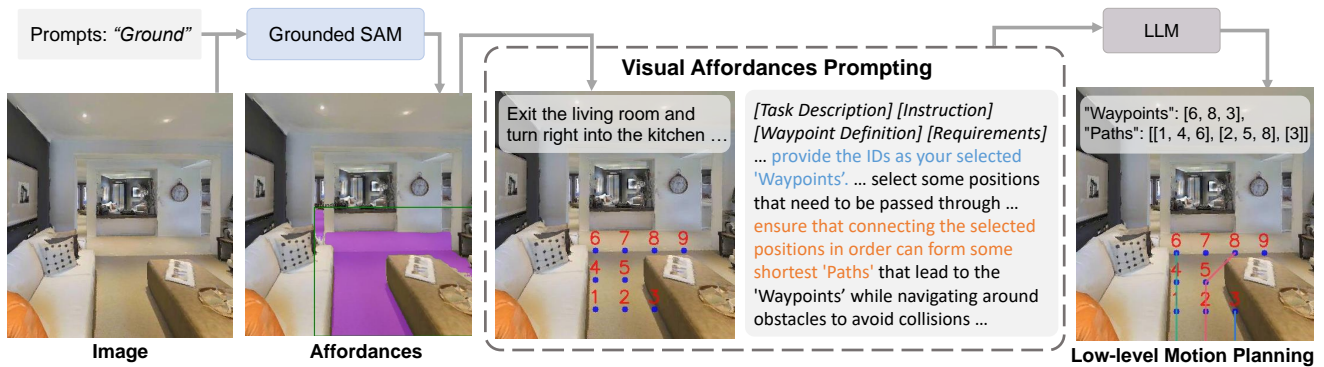 Prompts: “Ground”
Grounded SAM
LLM
Visual Affordances Prompting
Exit the living room and
turn right into the kitchen …
6 7 8 9
4 5
1 2 3
[Task Description] [Instruction]
[Waypoint Definition] [Requirements]
… provide the IDs as your selected
'Waypoints’. … select some positions
that need to be passed through …
ensure that connecting the selected
positions in order can form some
shortest 'Paths' that lead to the
'Waypoints’ while navigating around
obstacles to avoid collisions …
"Waypoints": [6, 8, 3],
"Paths": [[1, 4, 6], [2, 5, 8], [3]]
6 7 8 9
4 5
1 2 3
Image
Affordances
Low-level Motion Planning